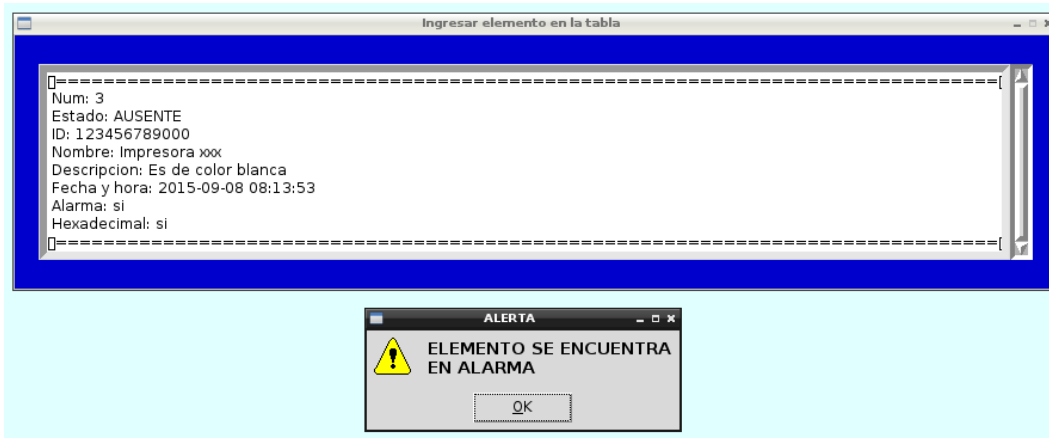 Ingresar elemento en la tabla
▯================================================================================[
Num: 3
Estado: AUSENTE
ID: 123456789000
Nombre: Impresora xxx
Descripcion: Es de color blanca
Fecha y hora: 2015-09-08 08:13:53
Alarma: si
Hexadecimal: si
▯================================================================================[
ALERTA
ELEMENTO SE ENCUENTRA
EN ALARMA
OK